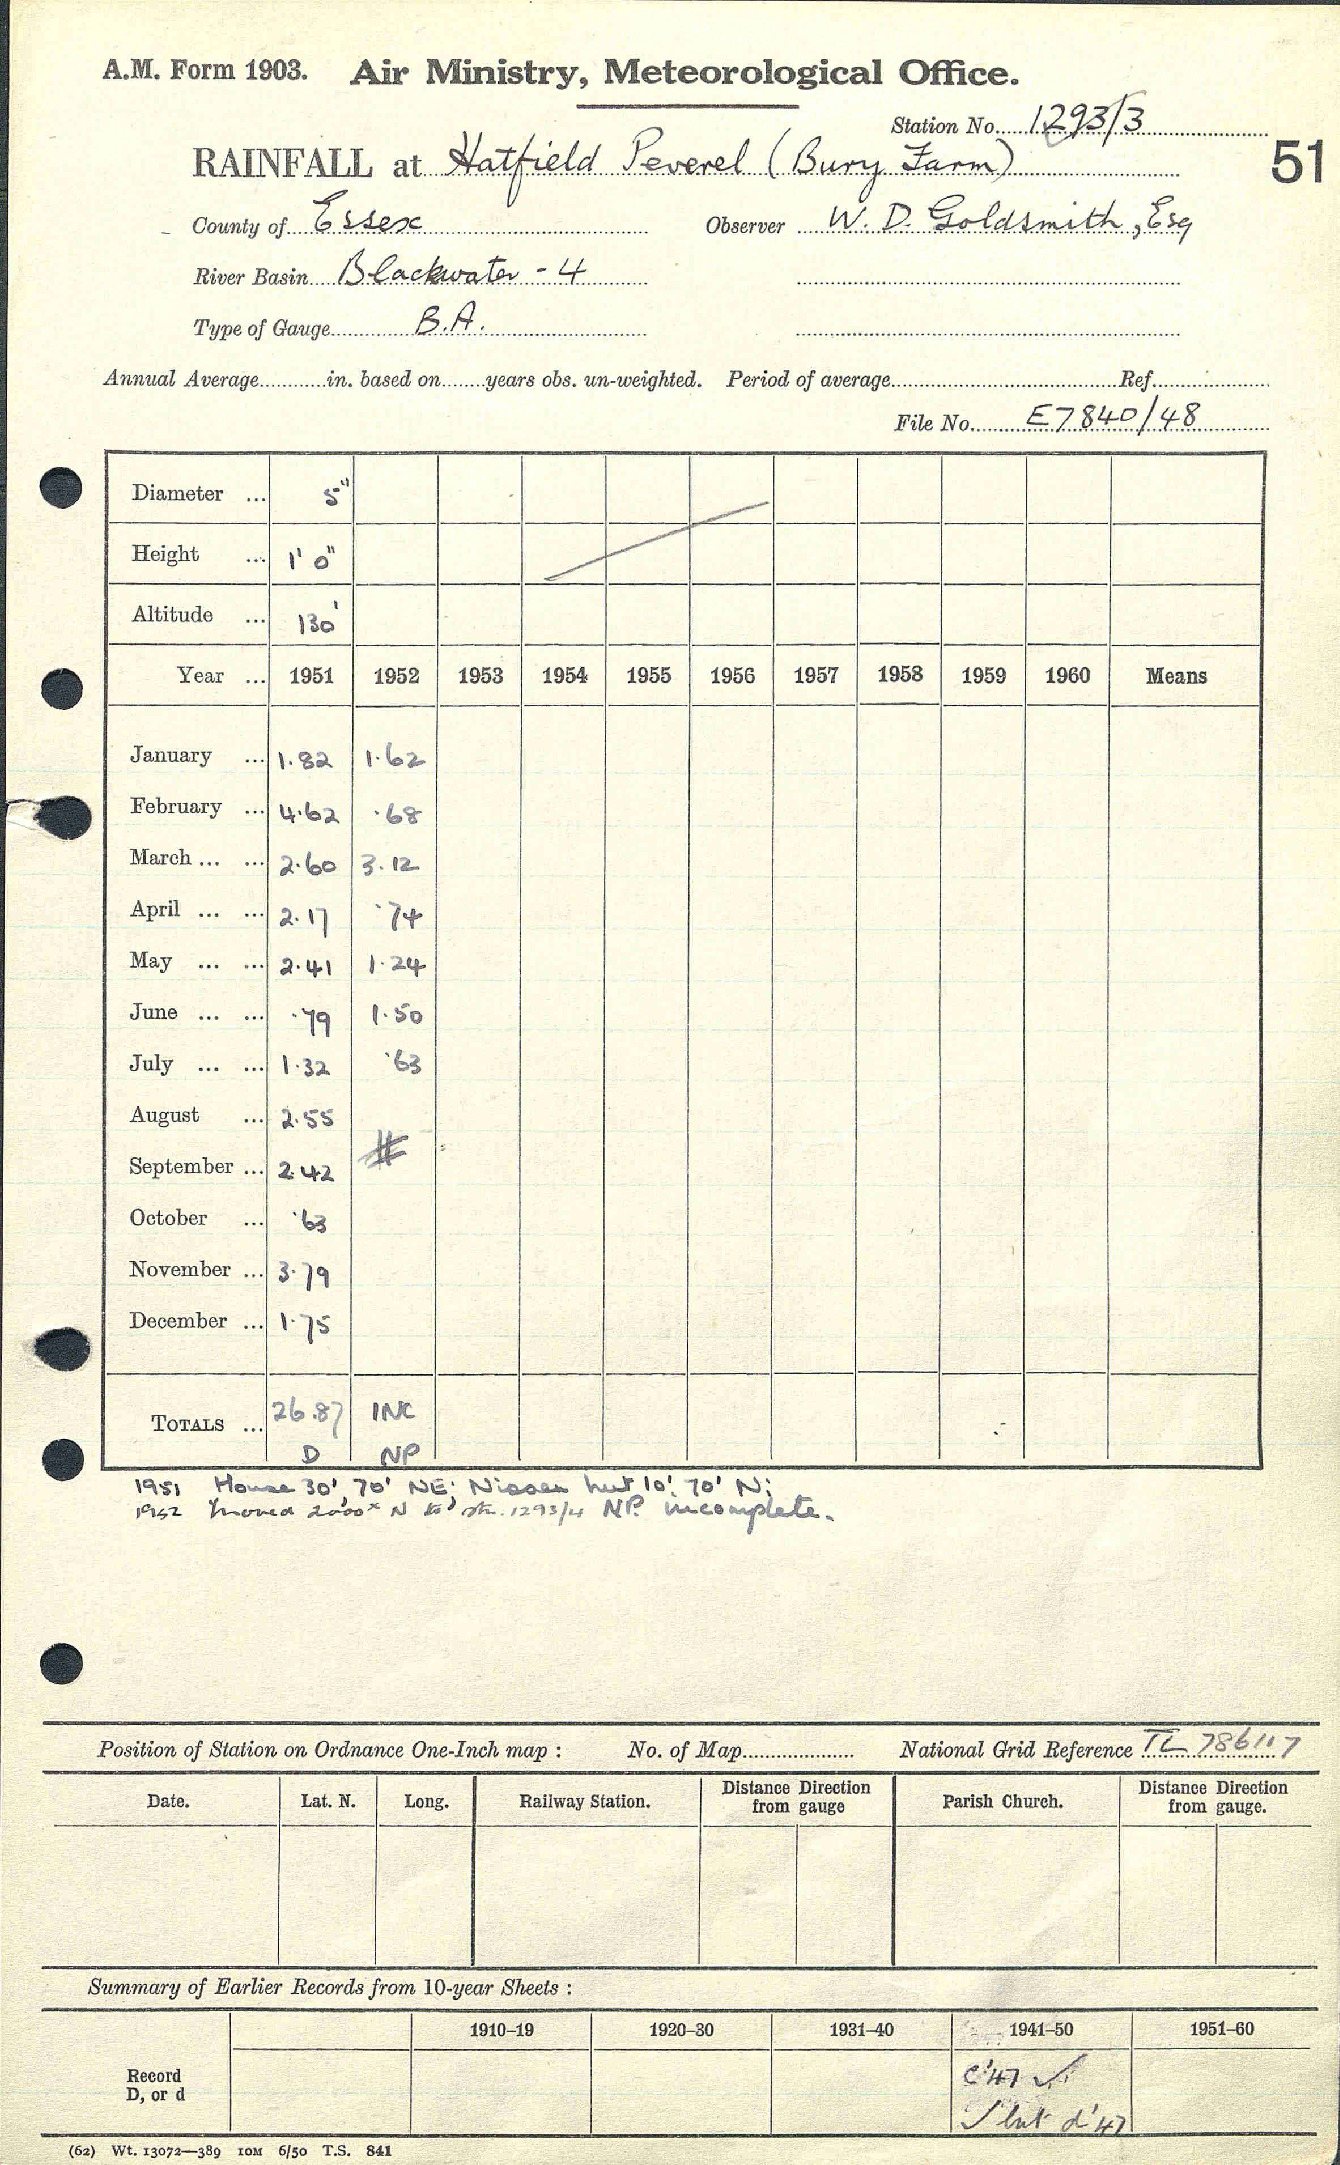 A.M. Form 1903. Air Ministry, Meteorological Office.
Station No. 1293/3
RAINFALL at Hatfield Peverel (Bury Farm)
51
County of Essex Observer W. D. Goldsmith, Esq
River Basin Blackwater - 4
Type of Gauge B.A.
Annual Average in. based on years obs. un-weighted. Period of average Ref.
File No. E7840/48
Diameter ... 5"
Height ... 1' 0"
Altitude ... 130'
Year ... 1951 1952 1953 1954 1955 1956 1957 1958 1959 1960 Means
January ... 1.82 1.62
February ... 4.62 .68
March ... ... 2.60 3.12
April ... ... 2.17 .74
May ... ... 2.41 1.24
June ... ... .79 1.50
July ... ... 1.32 .63
August ... 2.55
#
September ... 2.42
October ... .63
November ... 3.79
December ... 1.75
TOTALS ... 26.87 INC
D NP
1951 House 30', 70' NE; Nissen hut 10', 70' N;
1952 Moved 2000x N to stn. 1293/4 NP. incomplete.
Position of Station on Ordnance One-Inch map : No. of Map National Grid Reference TL 786117
Date. Lat. N. Long. Railway Station. Distance Direction from gauge Parish Church. Distance Direction from gauge.
Summary of Earlier Records from 10-year Sheets :
1910–19 1920–30 1931–40 1941–50 1951–60
Record D, or d
C'47 ✓
✓ but d'47
(62) Wt. 13072—389 10M 6/50 T.S. 841